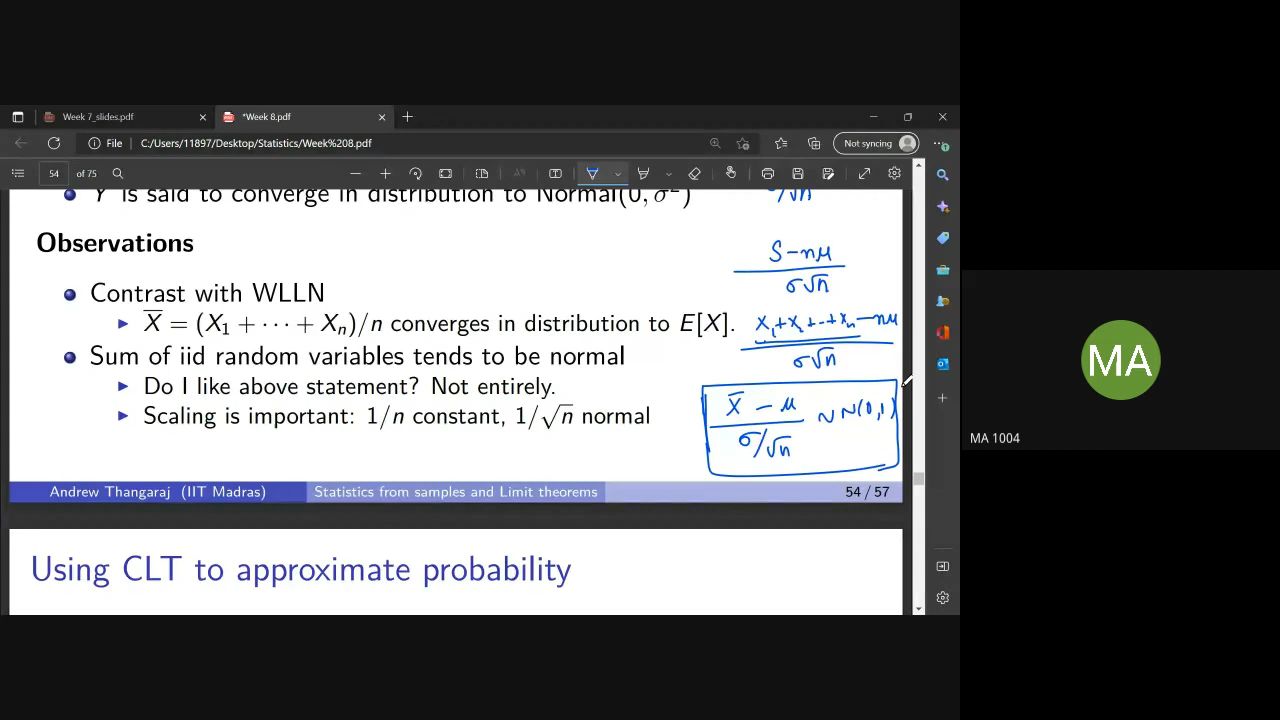 Week 7_slides.pdf
*Week 8.pdf
File
C:/Users/11897/Desktop/Statistics/Week%208.pdf
Not syncing
54 of 75
Y is said to converge in distribution to Normal(0, σ²)
σ/√n
Observations
S − nμ
σ√n
Contrast with WLLN
X̄ = (X₁ + ··· + Xₙ)/n converges in distribution to E[X].
X₁+X₂+--+Xₙ − nμ
σ√n
Sum of iid random variables tends to be normal
Do I like above statement? Not entirely.
Scaling is important: 1/n constant, 1/√n normal
X̄ − μ
σ/√n
~ N(0,1)
Andrew Thangaraj (IIT Madras)
Statistics from samples and Limit theorems
54 / 57
Using CLT to approximate probability
MA
MA 1004